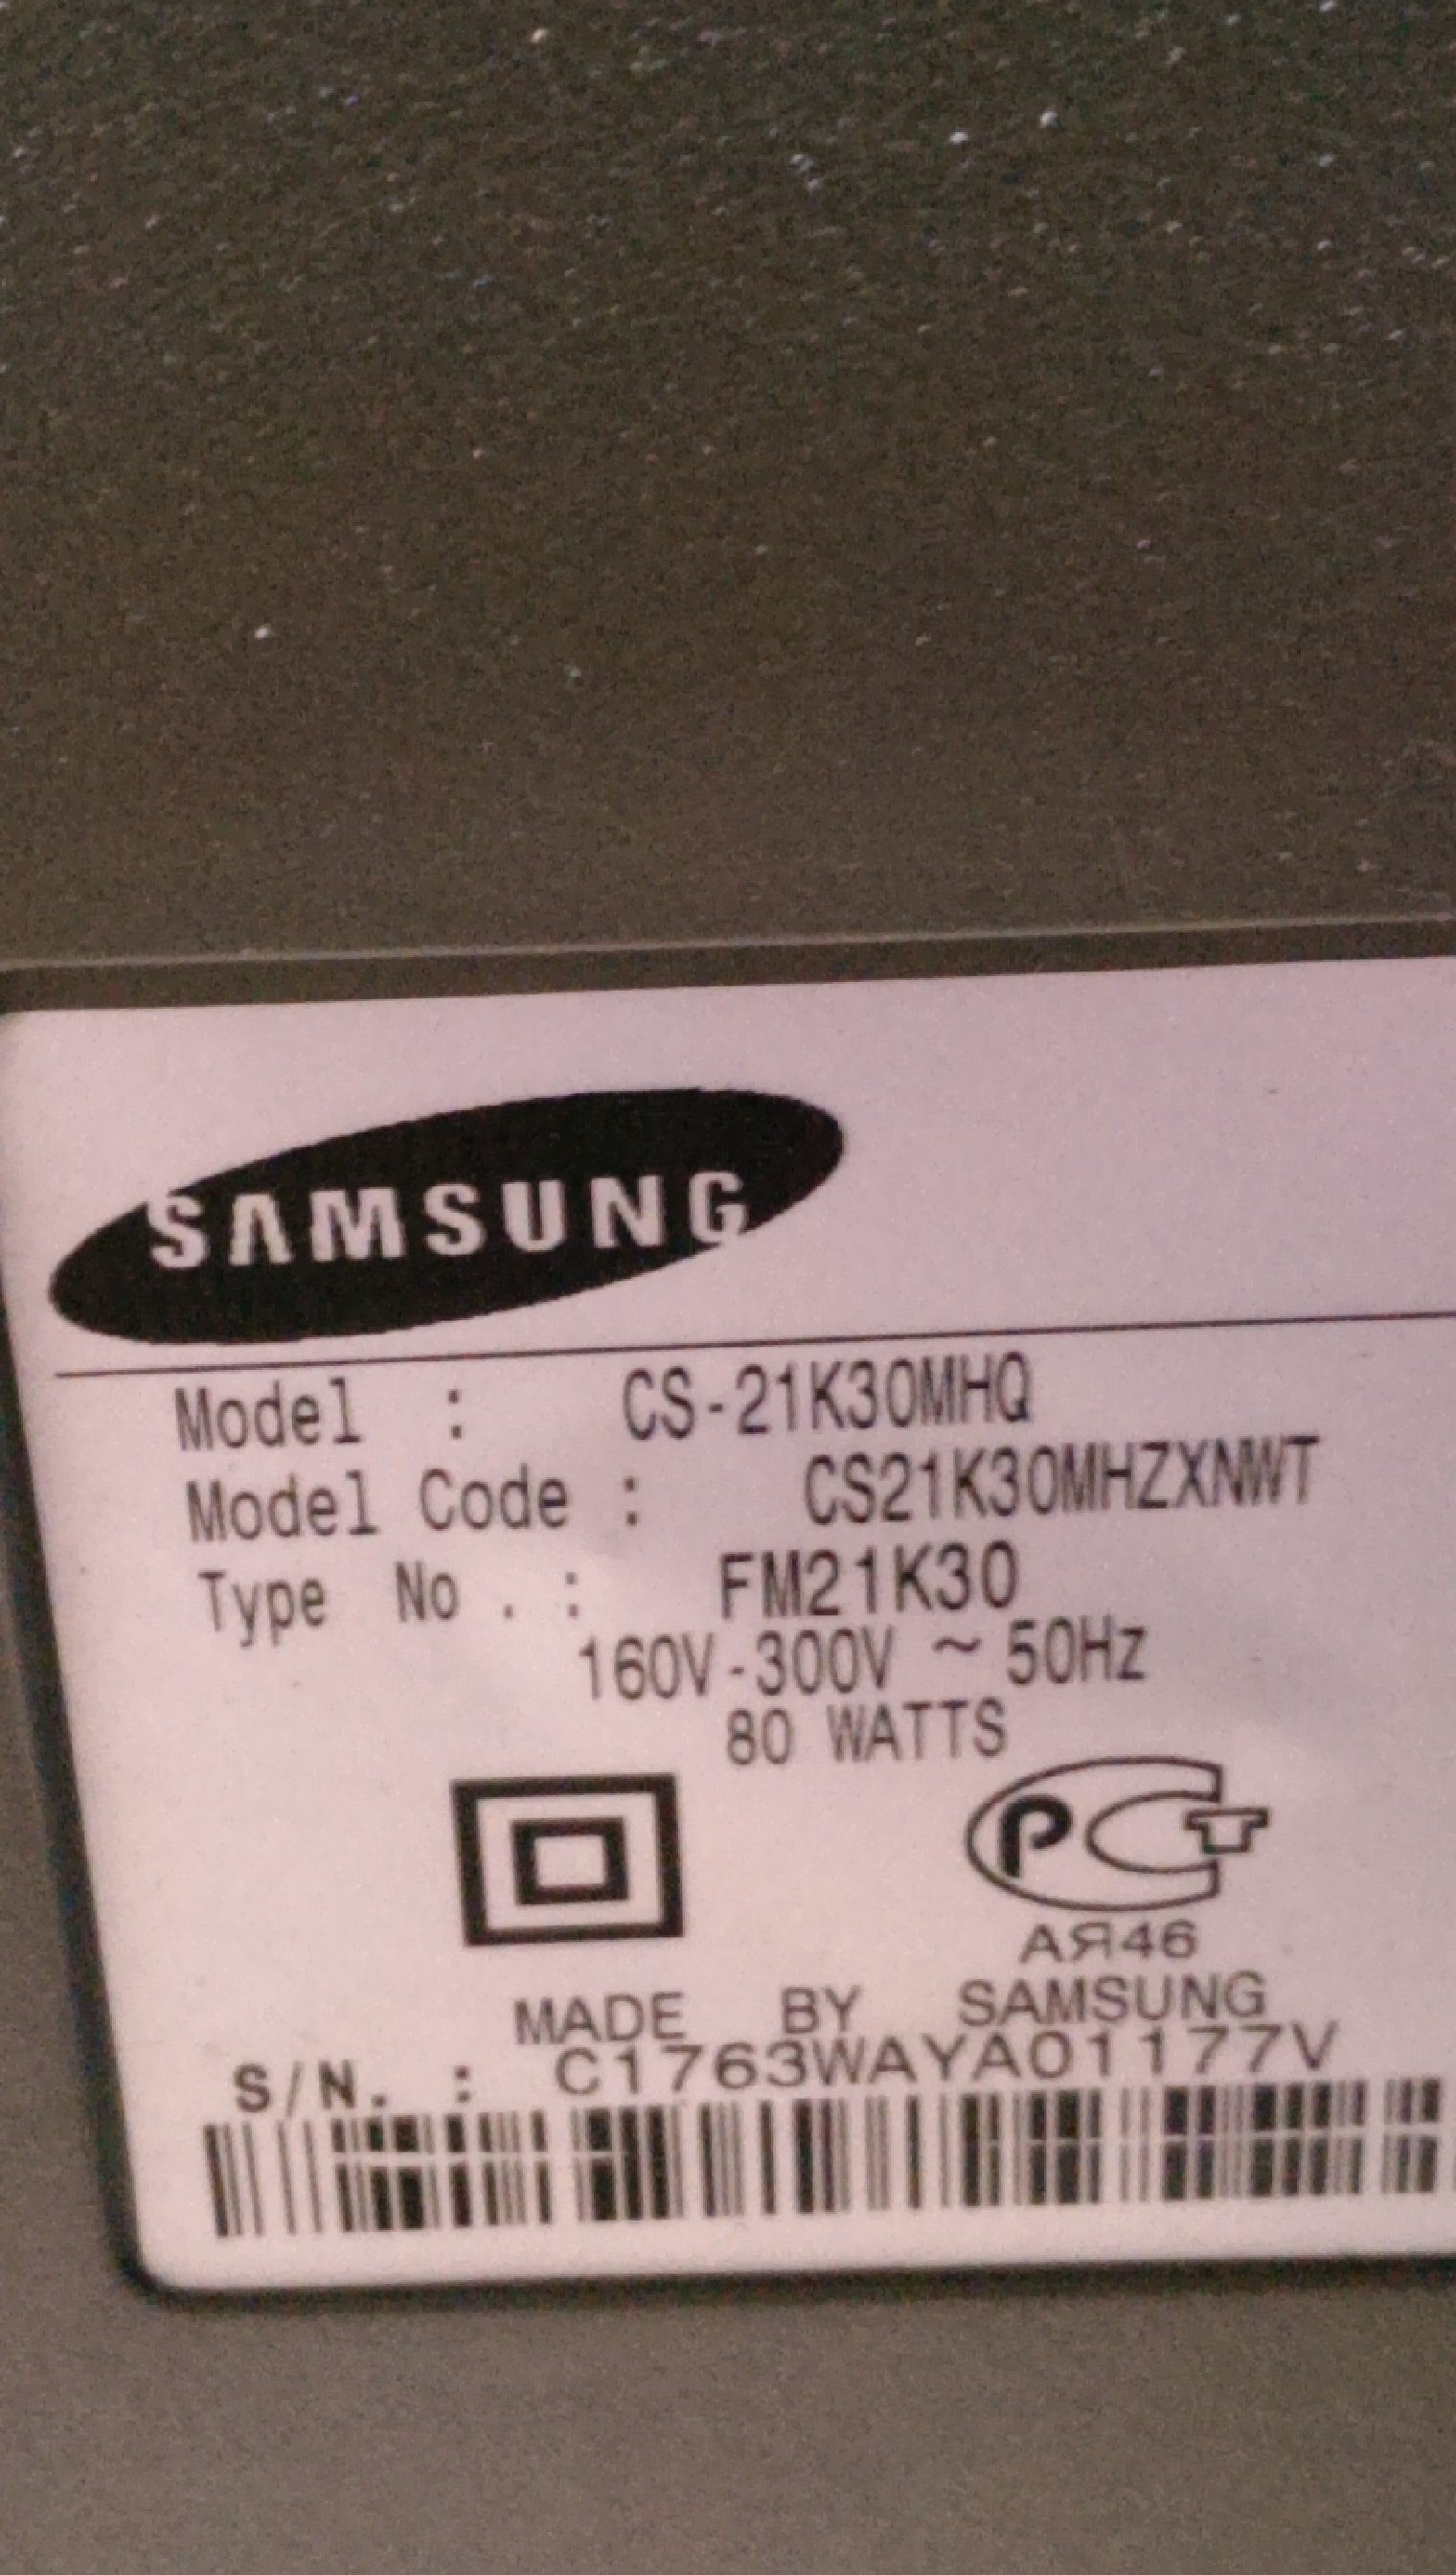 SAMSUNG
Model : CS-21K30MHQ
Model Code : CS21K30MHZXNWT
Type No . : FM21K30
160V-300V ~ 50Hz
80 WATTS
РСТ
АЯ46
MADE BY SAMSUNG
S/N. : C1763WAYA01177V